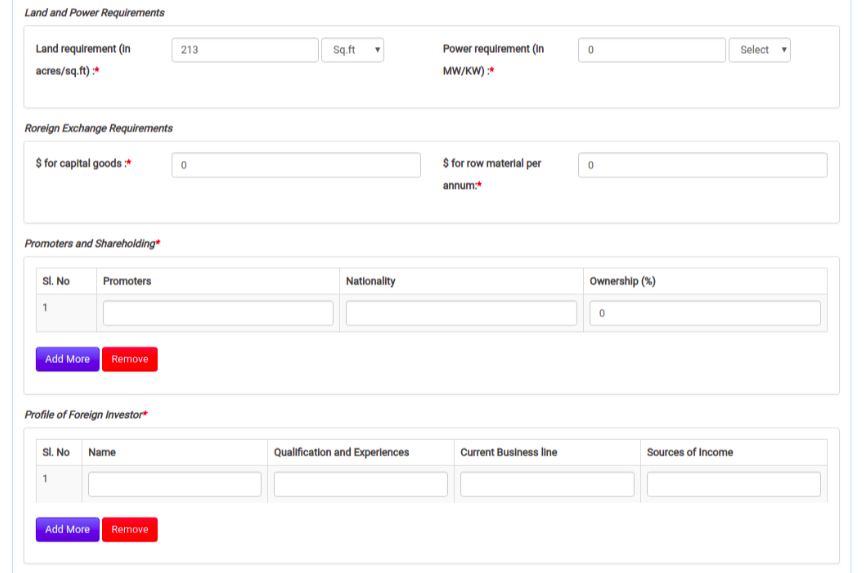 Land and Power Requirements
Land requirement (in acres/sq.ft) :* 213 Sq.ft Power requirement (in MW/KW) :* 0 Select
Roreign Exchange Requirements
$ for capital goods :* 0 $ for row material per annum:* 0
Promoters and Shareholding*
Sl. No Promoters Nationality Ownership (%)
1 0
Add More Remove
Profile of Foreign Investor*
Sl. No Name Qualification and Experiences Current Business line Sources of Income
1
Add More Remove